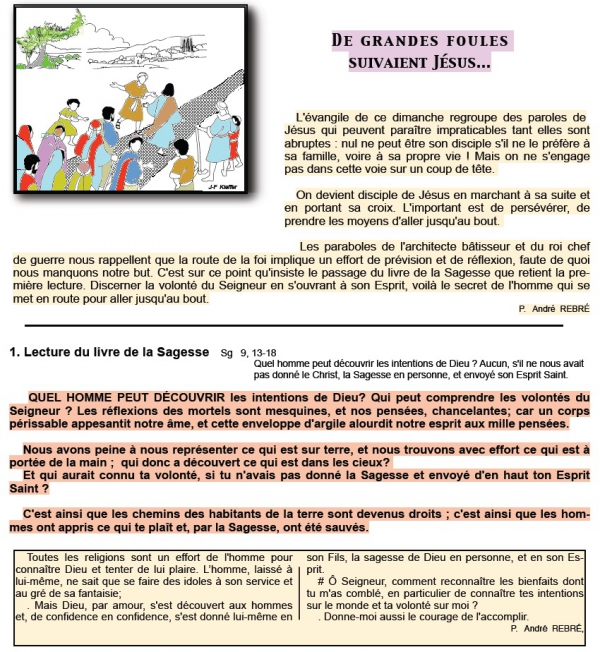 DE GRANDES FOULES
SUIVAIENT JÉSUS...
J-F Kieffer
L'évangile de ce dimanche regroupe des paroles de
Jésus qui peuvent paraître impraticables tant elles sont
abruptes : nul ne peut être son disciple s'il ne le préfère à
sa famille, voire à sa propre vie ! Mais on ne s'engage
pas dans cette voie sur un coup de tête.
On devient disciple de Jésus en marchant à sa suite et
en portant sa croix. L'important est de persévérer, de
prendre les moyens d'aller jusqu'au bout.
Les paraboles de l'architecte bâtisseur et du roi chef
de guerre nous rappellent que la route de la foi implique un effort de prévision et de réflexion, faute de quoi
nous manquons notre but. C'est sur ce point qu'insiste le passage du livre de la Sagesse que retient la pre-
mière lecture. Discerner la volonté du Seigneur en s'ouvrant à son Esprit, voilà le secret de l'homme qui se
met en route pour aller jusqu'au bout.
P. André REBRÉ
1. Lecture du livre de la Sagesse Sg 9, 13-18
Quel homme peut découvrir les intentions de Dieu ? Aucun, s'il ne nous avait
pas donné le Christ, la Sagesse en personne, et envoyé son Esprit Saint.
QUEL HOMME PEUT DÉCOUVRIR les intentions de Dieu? Qui peut comprendre les volontés du
Seigneur ? Les réflexions des mortels sont mesquines, et nos pensées, chancelantes; car un corps
périssable appesantit notre âme, et cette enveloppe d'argile alourdit notre esprit aux mille pensées.
Nous avons peine à nous représenter ce qui est sur terre, et nous trouvons avec effort ce qui est à
portée de la main ; qui donc a découvert ce qui est dans les cieux?
Et qui aurait connu ta volonté, si tu n'avais pas donné la Sagesse et envoyé d'en haut ton Esprit
Saint ?
C'est ainsi que les chemins des habitants de la terre sont devenus droits ; c'est ainsi que les hom-
mes ont appris ce qui te plaît et, par la Sagesse, ont été sauvés.
Toutes les religions sont un effort de l'homme pour
connaître Dieu et tenter de lui plaire. L'homme, laissé à
lui-même, ne sait que se faire des idoles à son service et
au gré de sa fantaisie;
. Mais Dieu, par amour, s'est découvert aux hommes
et, de confidence en confidence, s'est donné lui-même en
son Fils, la sagesse de Dieu en personne, et en son Es-
prit.
# Ô Seigneur, comment reconnaître les bienfaits dont
tu m'as comblé, en particulier de connaître tes intentions
sur le monde et ta volonté sur moi ?
. Donne-moi aussi le courage de l'accomplir.
P. André REBRÉ,